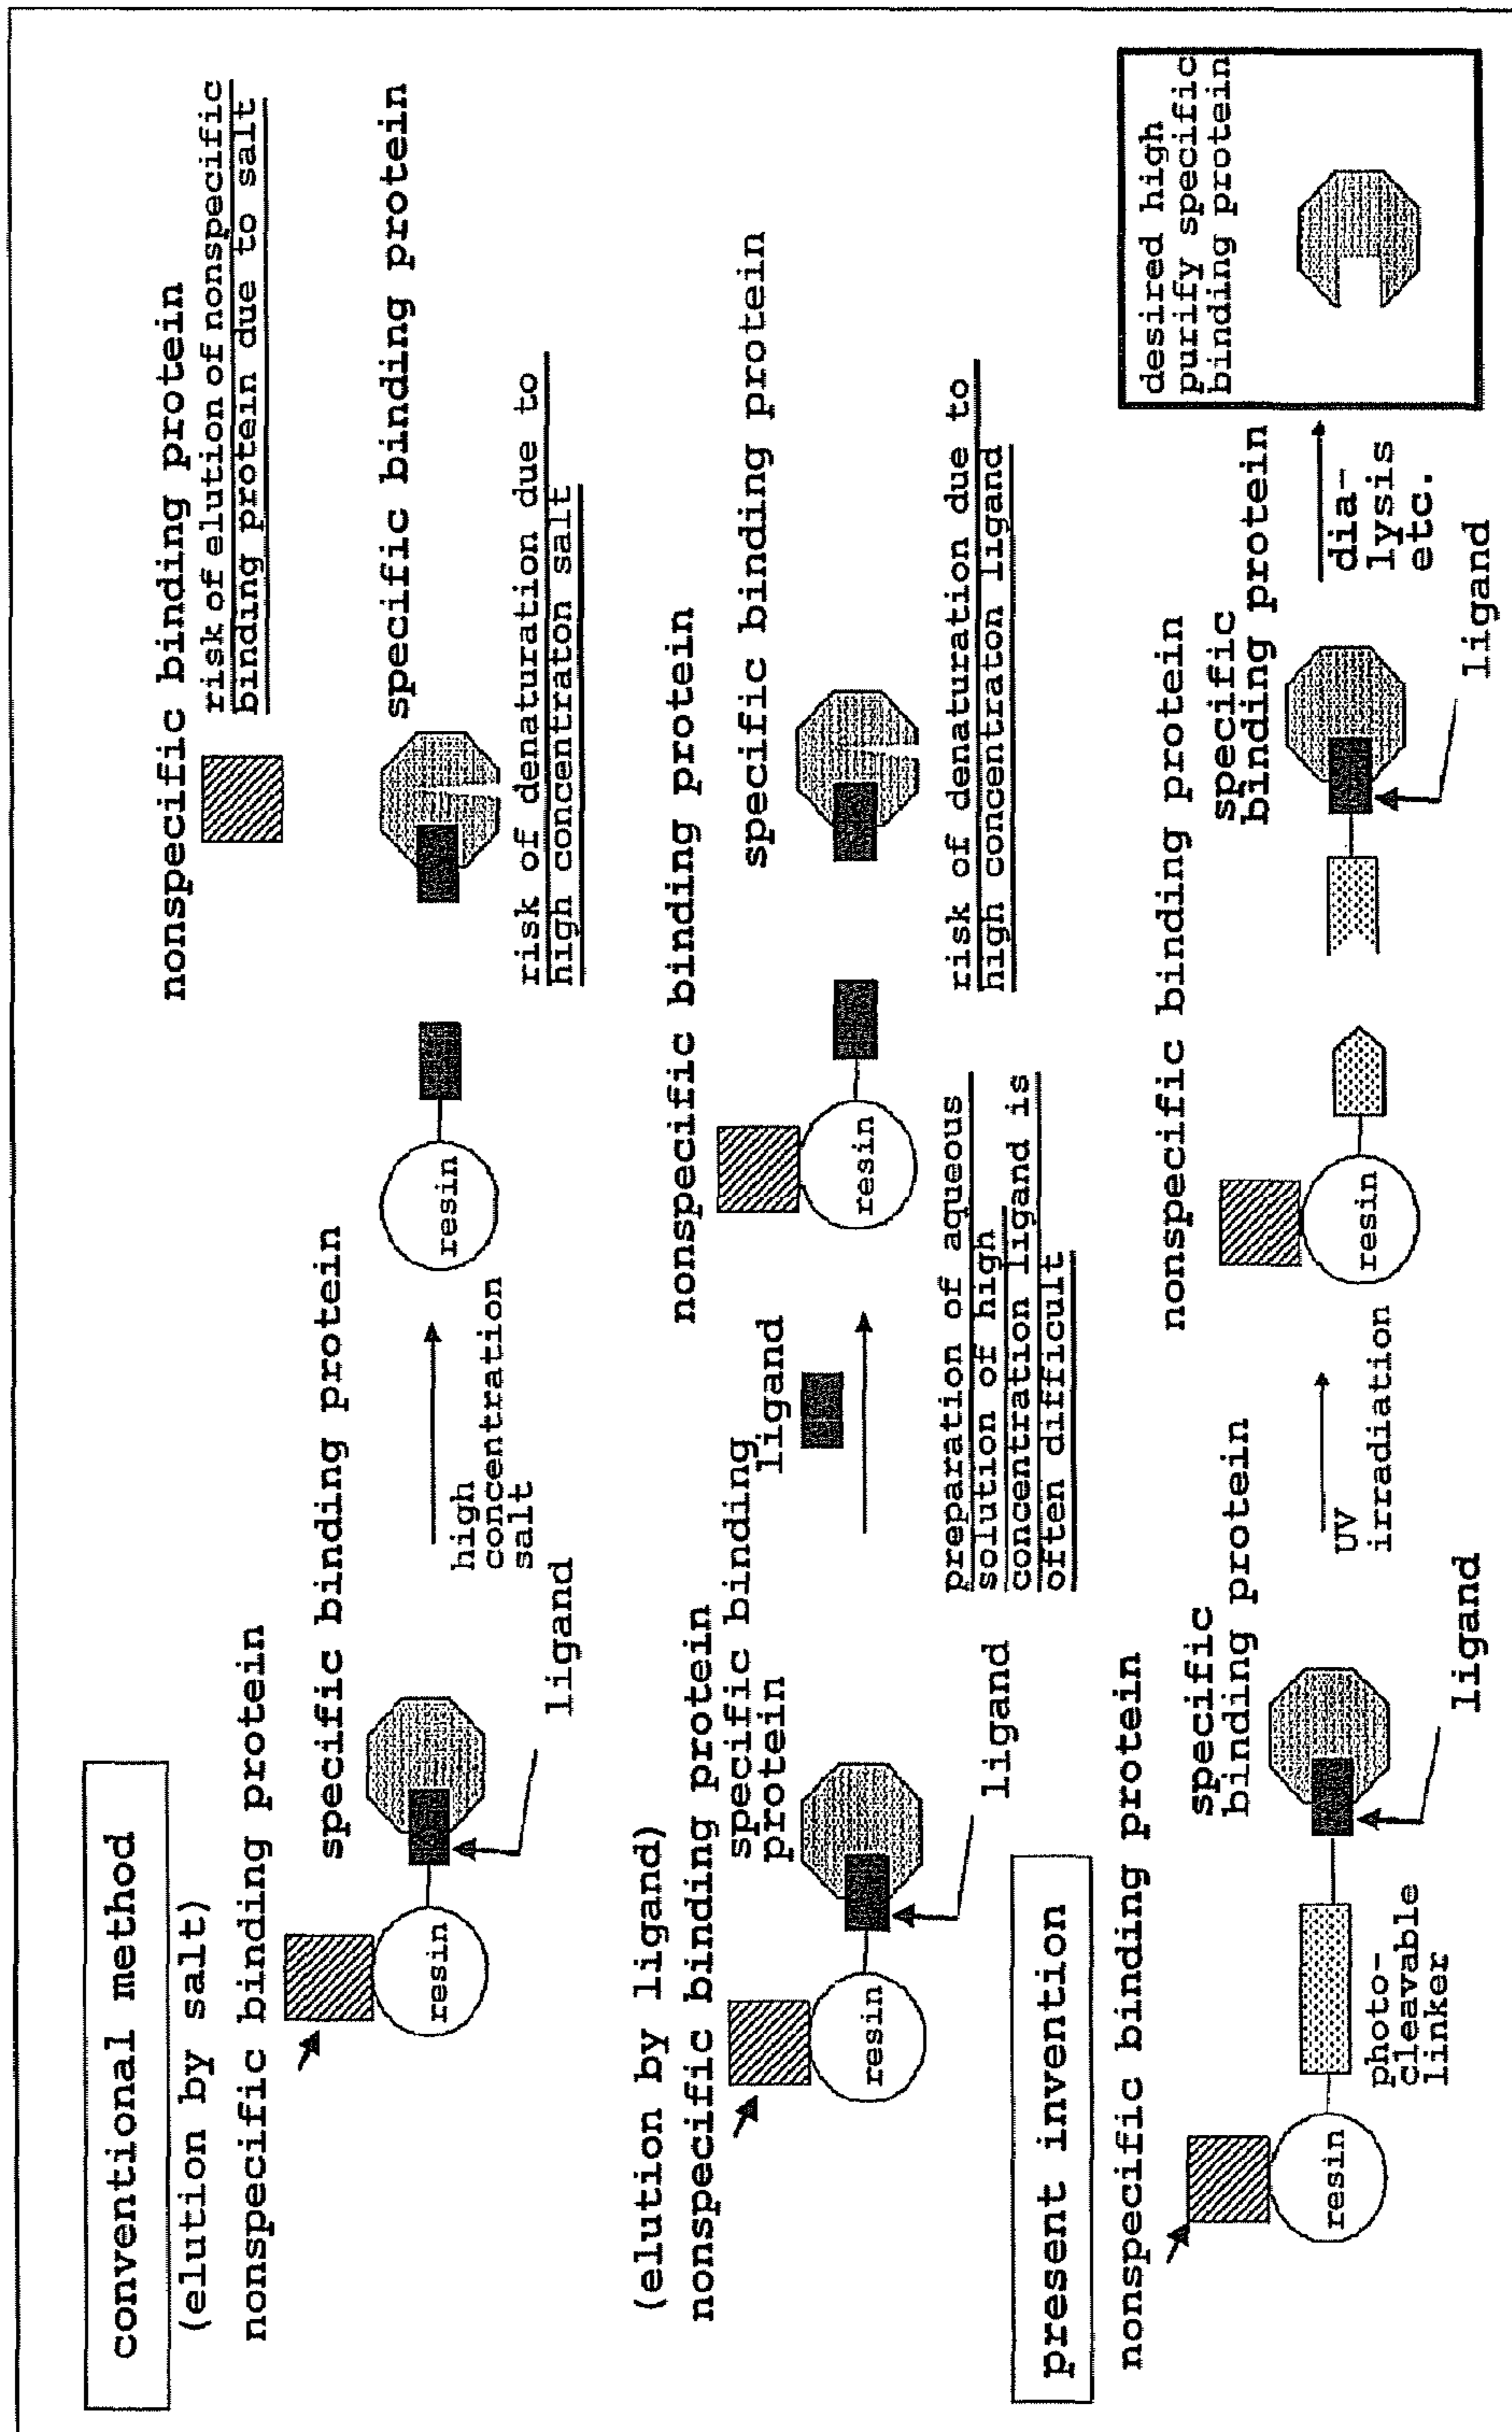 conventional method
(elution by salt)
nonspecific binding protein
specific binding protein
resin
ligand
high
concentration
salt
resin
nonspecific binding protein
risk of elution of nonspecific
binding protein due to salt
specific binding protein
risk of denaturation due to
high concentraton salt
(elution by ligand)
nonspecific binding protein
specific binding
protein
resin
ligand
ligand
preparation of aqueous
solution of high
concentration ligand is
often difficult
nonspecific binding protein
resin
specific binding protein
risk of denaturation due to
high concentraton ligand
present invention
nonspecific binding protein
specific
binding protein
resin
photo-
cleavable
linker
ligand
UV
irradiation
nonspecific binding protein
resin
specific
binding protein
ligand
dia-
lysis
etc.
desired high
purify specific
binding protein